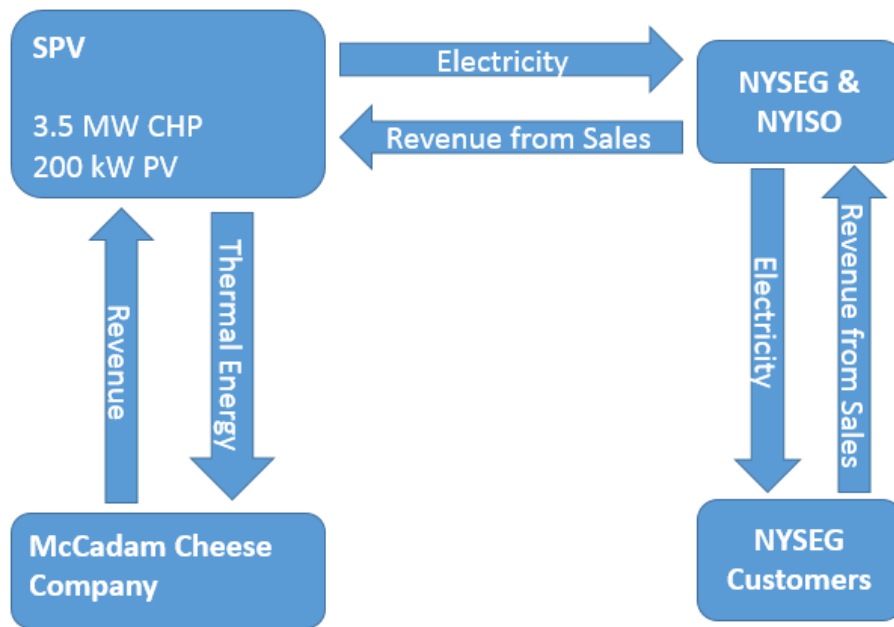 SPV
3.5 MW CHP
200 kW PV
Electricity
Revenue from Sales
NYSEG &
NYISO
Revenue
Thermal Energy
Electricity
Revenue from Sales
McCadam Cheese
Company
NYSEG
Customers